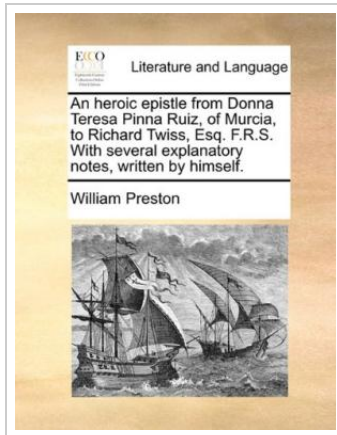 ECCO
Literature and Language
An heroic epistle from Donna
Teresa Pinna Ruiz, of Murcia,
to Richard Twiss, Esq. F.R.S.
With several explanatory
notes, written by himself.
William Preston